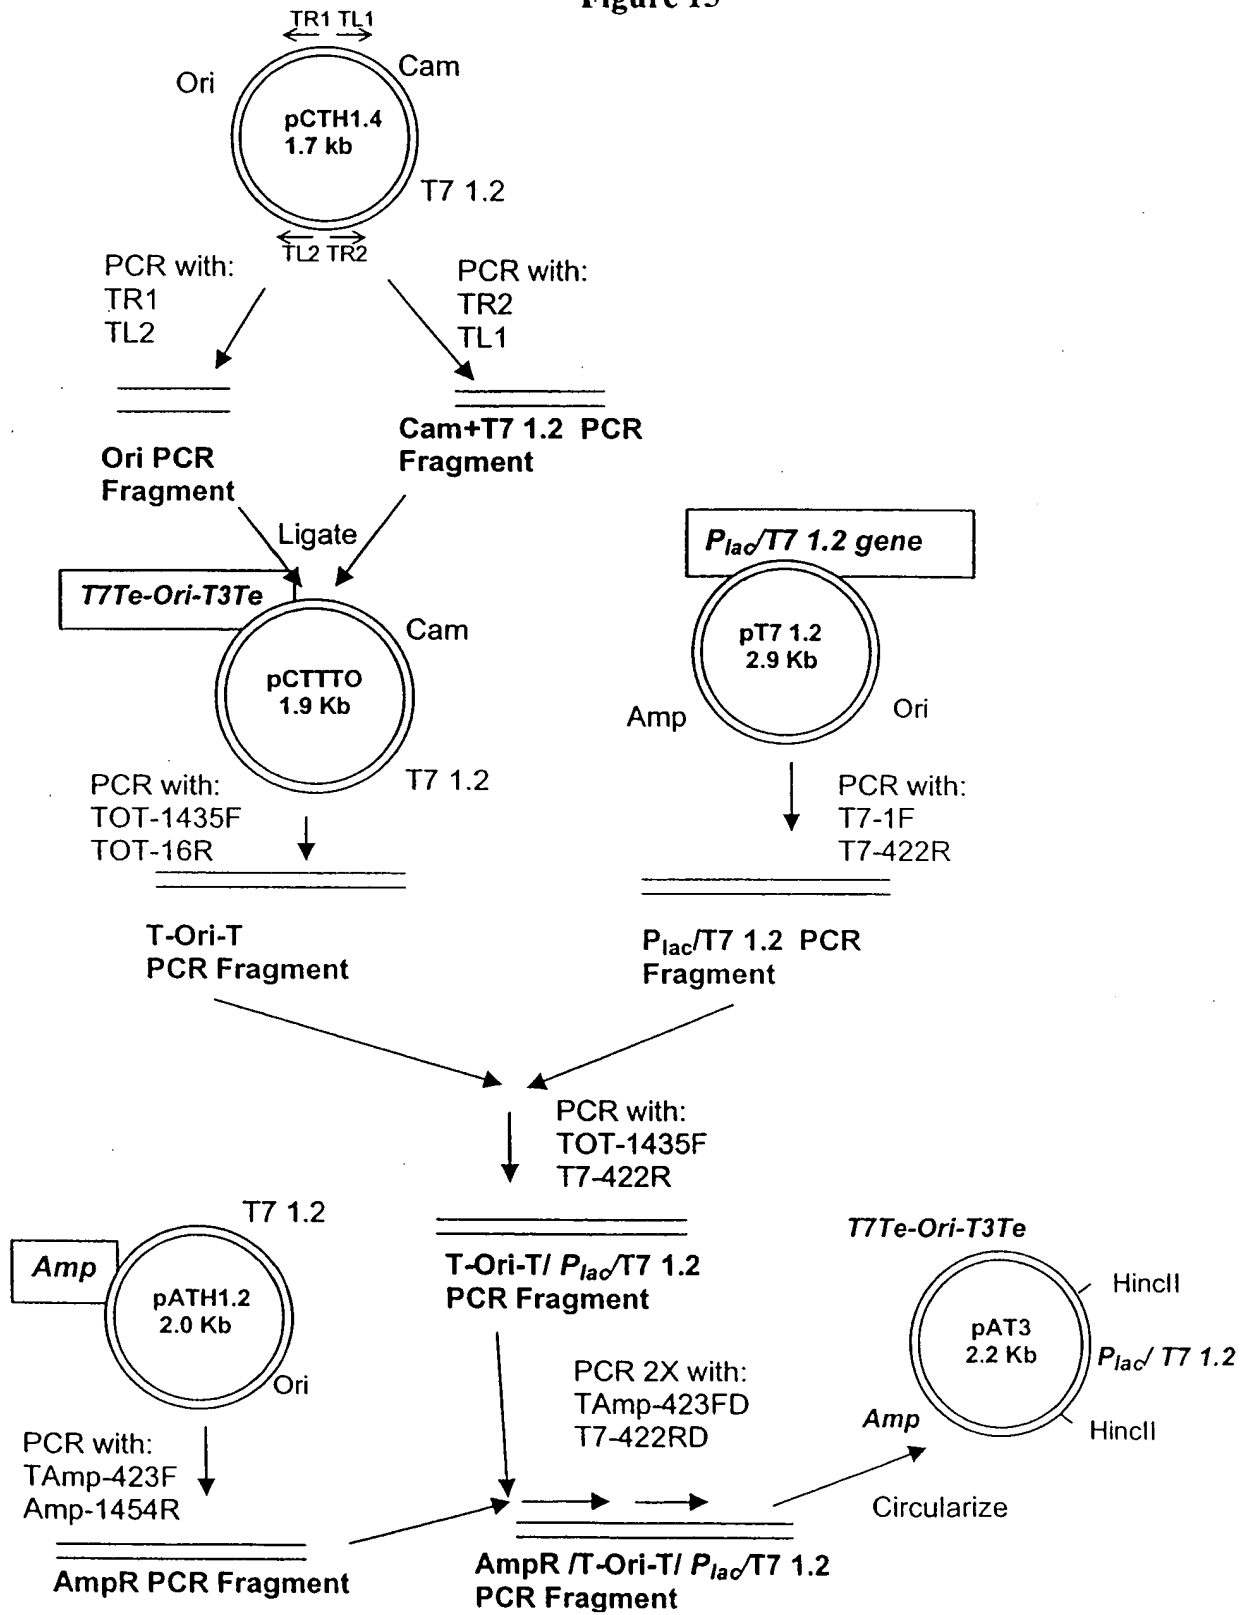 Figure 15
TR1 TL1
Ori
Cam
pCTH1.4
1.7 kb
T7 1.2
TL2 TR2
PCR with:
TR1
TL2
PCR with:
TR2
TL1
Ori PCR
Fragment
Cam+T7 1.2 PCR
Fragment
Ligate
T7Te-Ori-T3Te
Cam
pCTTTO
1.9 Kb
T7 1.2
Plac/T7 1.2 gene
pT7 1.2
2.9 Kb
Amp
Ori
PCR with:
TOT-1435F
TOT-16R
PCR with:
T7-1F
T7-422R
T-Ori-T
PCR Fragment
Plac/T7 1.2 PCR
Fragment
PCR with:
TOT-1435F
T7-422R
T-Ori-T/ Plac/T7 1.2
PCR Fragment
T7 1.2
Amp
pATH1.2
2.0 Kb
Ori
PCR with:
TAmp-423F
Amp-1454R
AmpR PCR Fragment
PCR 2X with:
TAmp-423FD
T7-422RD
AmpR /T-Ori-T/ Plac/T7 1.2
PCR Fragment
Circularize
T7Te-Ori-T3Te
HincII
pAT3
2.2 Kb
Plac/ T7 1.2
Amp
HincII